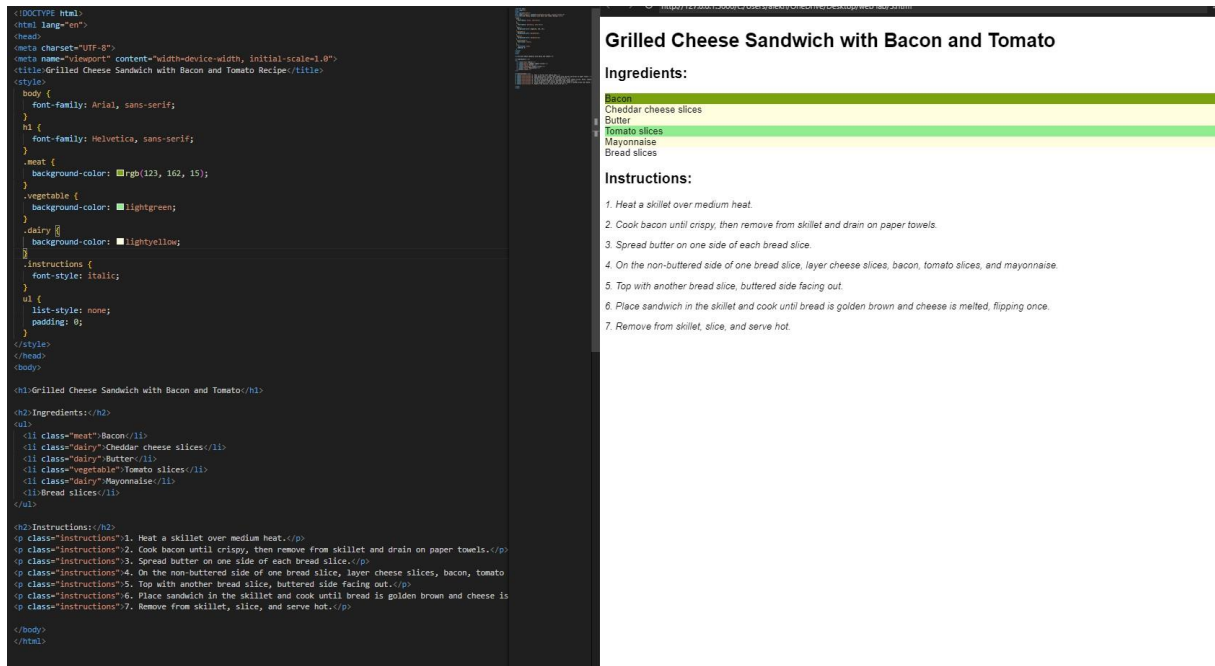 <!DOCTYPE html>
<html lang="en">
<head>
<meta charset="UTF-8">
<meta name="viewport" content="width=device-width, initial-scale=1.0">
<title>Grilled Cheese Sandwich with Bacon and Tomato Recipe</title>
<style>
body {
font-family: Arial, sans-serif;
}
h1 {
font-family: Helvetica, sans-serif;
}
.meat {
background-color: rgb(123, 162, 15);
}
.vegetable {
background-color: lightgreen;
}
.dairy {
background-color: lightyellow;
}
.instructions {
font-style: italic;
}
ul {
list-style: none;
padding: 0;
}
</style>
</head>
<body>
<h1>Grilled Cheese Sandwich with Bacon and Tomato</h1>
<h2>Ingredients:</h2>
<ul>
<li class="meat">Bacon</li>
<li class="dairy">Cheddar cheese slices</li>
<li class="dairy">Butter</li>
<li class="vegetable">Tomato slices</li>
<li class="dairy">Mayonnaise</li>
<li>Bread slices</li>
</ul>
<h2>Instructions:</h2>
<p class="instructions">1. Heat a skillet over medium heat.</p>
<p class="instructions">2. Cook bacon until crispy, then remove from skillet and drain on paper towels.</p>
<p class="instructions">3. Spread butter on one side of each bread slice.</p>
<p class="instructions">4. On the non-buttered side of one bread slice, layer cheese slices, bacon, tomato
<p class="instructions">5. Top with another bread slice, buttered side facing out.</p>
<p class="instructions">6. Place sandwich in the skillet and cook until bread is golden brown and cheese is
<p class="instructions">7. Remove from skillet, slice, and serve hot.</p>
</body>
</html>
Grilled Cheese Sandwich with Bacon and Tomato
Ingredients:
Bacon
Cheddar cheese slices
Butter
Tomato slices
Mayonnaise
Bread slices
Instructions:
1. Heat a skillet over medium heat.
2. Cook bacon until crispy, then remove from skillet and drain on paper towels.
3. Spread butter on one side of each bread slice.
4. On the non-buttered side of one bread slice, layer cheese slices, bacon, tomato slices, and mayonnaise.
5. Top with another bread slice, buttered side facing out.
6. Place sandwich in the skillet and cook until bread is golden brown and cheese is melted, flipping once.
7. Remove from skillet, slice, and serve hot.